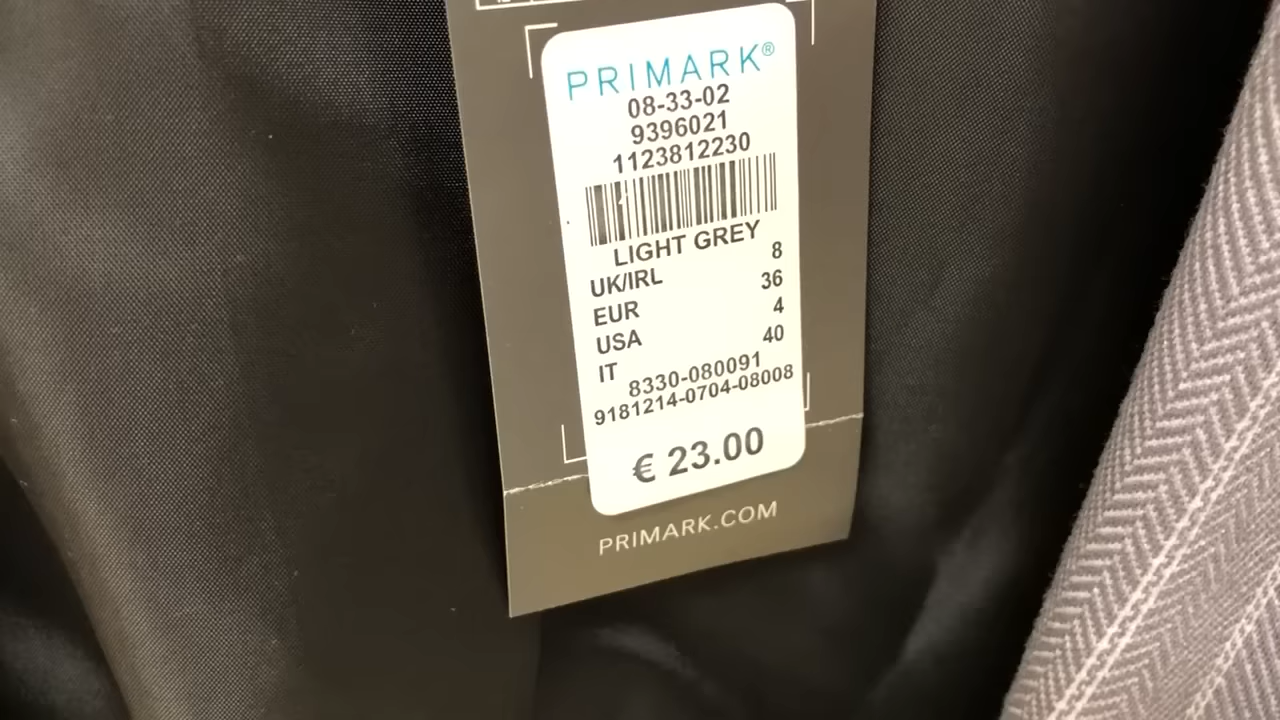 PRIMARK®
08-33-02
9396021
1123812230
LIGHT GREY
UK/IRL 8
EUR 36
USA 4
IT 40
8330-080091
9181214-0704-08008
€ 23.00
PRIMARK.COM